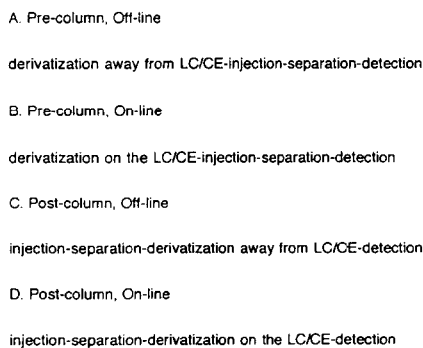 A. Pre-column, Off-line
derivatization away from LC/CE-injection-separation-detection
B. Pre-column, On-line
derivatization on the LC/CE-injection-separation-detection
C. Post-column, Off-line
injection-separation-derivatization away from LC/CE-detection
D. Post-column, On-line
injection-separation-derivatization on the LC/CE-detection